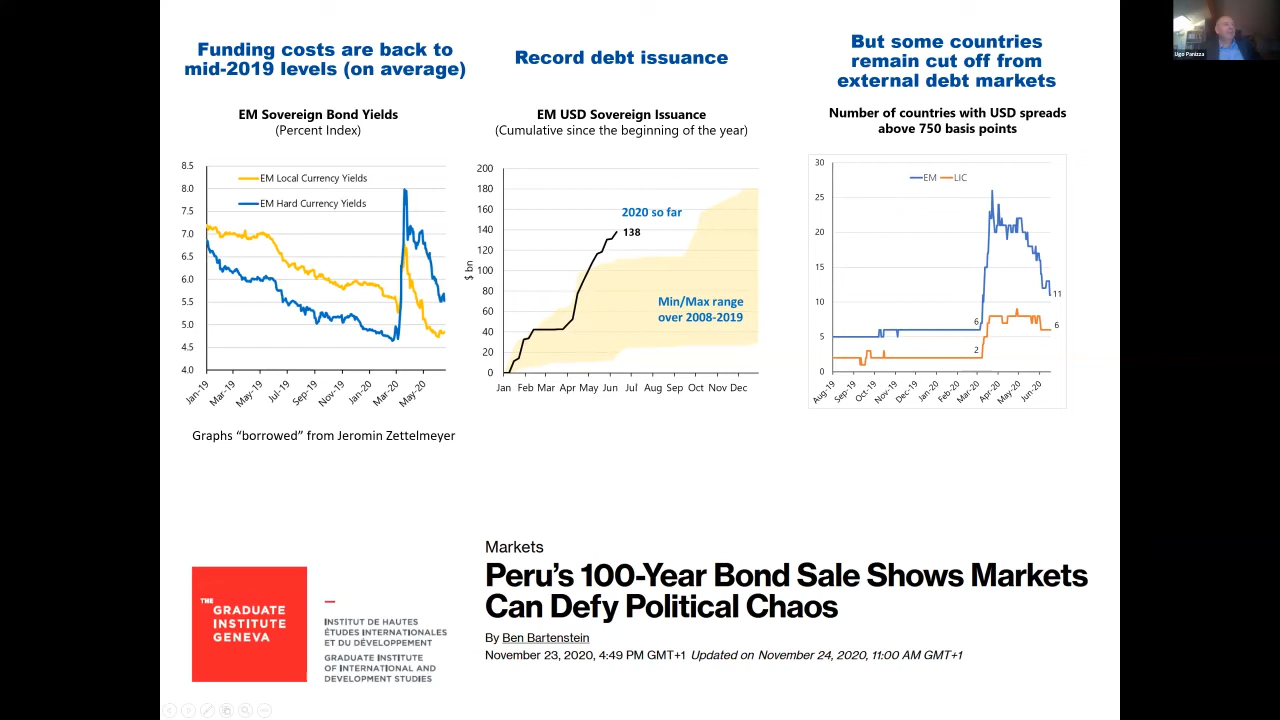 Funding costs are back to
mid-2019 levels (on average)
EM Sovereign Bond Yields
(Percent Index)
8.5
8.0
7.5
7.0
6.5
6.0
5.5
5.0
4.5
4.0
EM Local Currency Yields
EM Hard Currency Yields
Jan-19
Mar-19
May-19
Jul-19
Sep-19
Nov-19
Jan-20
Mar-20
May-20
Graphs “borrowed” from Jeromin Zettelmeyer
Record debt issuance
EM USD Sovereign Issuance
(Cumulative since the beginning of the year)
200
180
160
140
120
100
80
60
40
20
0
$ bn
2020 so far
138
Min/Max range
over 2008-2019
Jan Feb Mar Apr May Jun Jul Aug Sep Oct Nov Dec
But some countries
remain cut off from
external debt markets
Number of countries with USD spreads
above 750 basis points
30
25
20
15
10
5
0
EM LIC
6
2
11
6
Aug-19
Sep-19
Oct-19
Nov-19
Dec-19
Jan-20
Feb-20
Mar-20
Apr-20
May-20
Jun-20
Ugo Panizza
THE
GRADUATE
INSTITUTE
GENEVA
INSTITUT DE HAUTES
ÉTUDES INTERNATIONALES
ET DU DÉVELOPPEMENT
GRADUATE INSTITUTE
OF INTERNATIONAL AND
DEVELOPMENT STUDIES
Markets
Peru’s 100-Year Bond Sale Shows Markets
Can Defy Political Chaos
By Ben Bartenstein
November 23, 2020, 4:49 PM GMT+1 Updated on November 24, 2020, 11:00 AM GMT+1